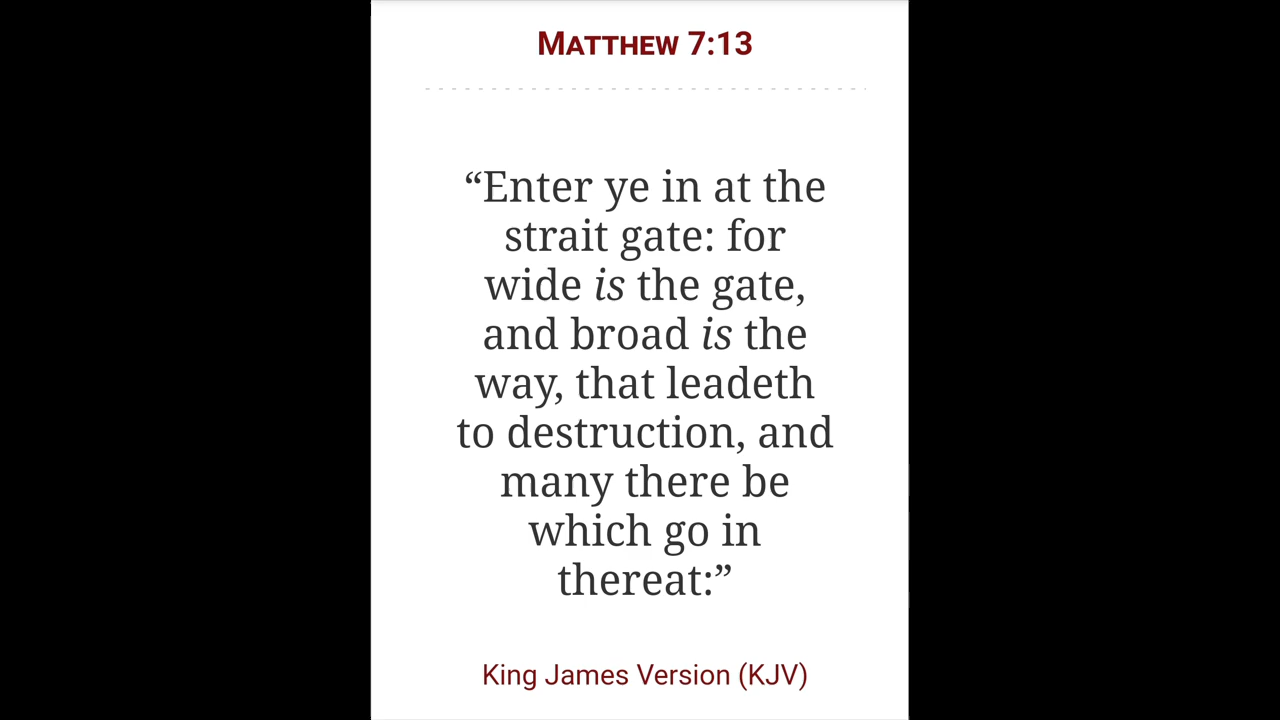 MATTHEW 7:13
“Enter ye in at the
strait gate: for
wide is the gate,
and broad is the
way, that leadeth
to destruction, and
many there be
which go in
thereat:”
King James Version (KJV)